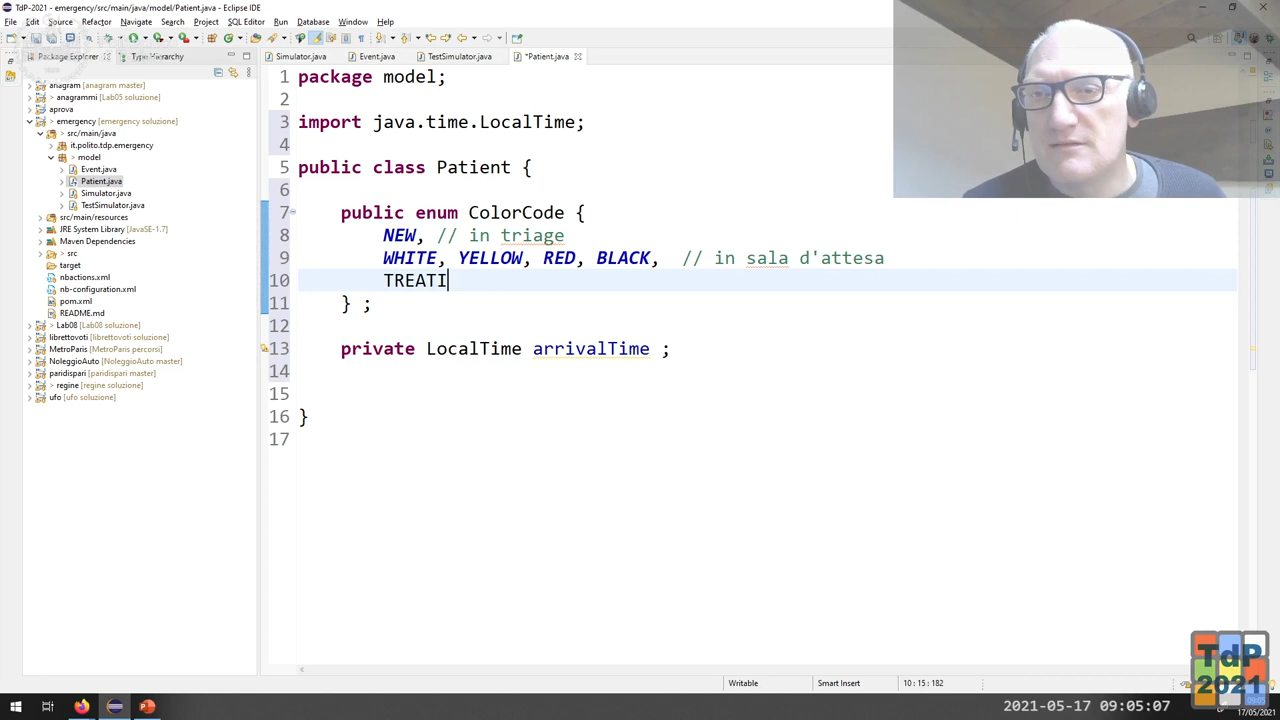 TdP-2021 - emergency/src/main/java/model/Patient.java - Eclipse IDE
File Edit Source Refactor Navigate Search Project SQL Editor Run Database Window Help
Package Explorer Type Hierarchy
Simulator.java Event.java TestSimulator.java *Patient.java
anagram [anagram master]
> anagrammi [Lab05 soluzione]
aprova
> emergency [emergency soluzione]
> src/main/java
> it.polito.tdp.emergency
> model
> Event.java
Patient.java
> Simulator.java
> TestSimulator.java
src/main/resources
JRE System Library [JavaSE-1.7]
Maven Dependencies
> src
target
nbactions.xml
nb-configuration.xml
pom.xml
README.md
> Lab08 [Lab08 soluzione]
librettovoti [libretto soluzione]
MetroParis [MetroParis percorsi]
NoleggioAuto [NoleggioAuto master]
paridispari [paridispari master]
> regine [regine soluzione]
ufo [ufo soluzione]
1 package model;
2
3 import java.time.LocalTime;
4
5 public class Patient {
6
7 public enum ColorCode {
8 NEW, // in triage
9 WHITE, YELLOW, RED, BLACK, // in sala d'attesa
10 TREATI
11 } ;
12
13 private LocalTime arrivalTime ;
14
15
16 }
17
Writable Smart Insert 10 : 15 : 182
TdP
2021
2021-05-17 09:05:07
09:05
17/05/2021